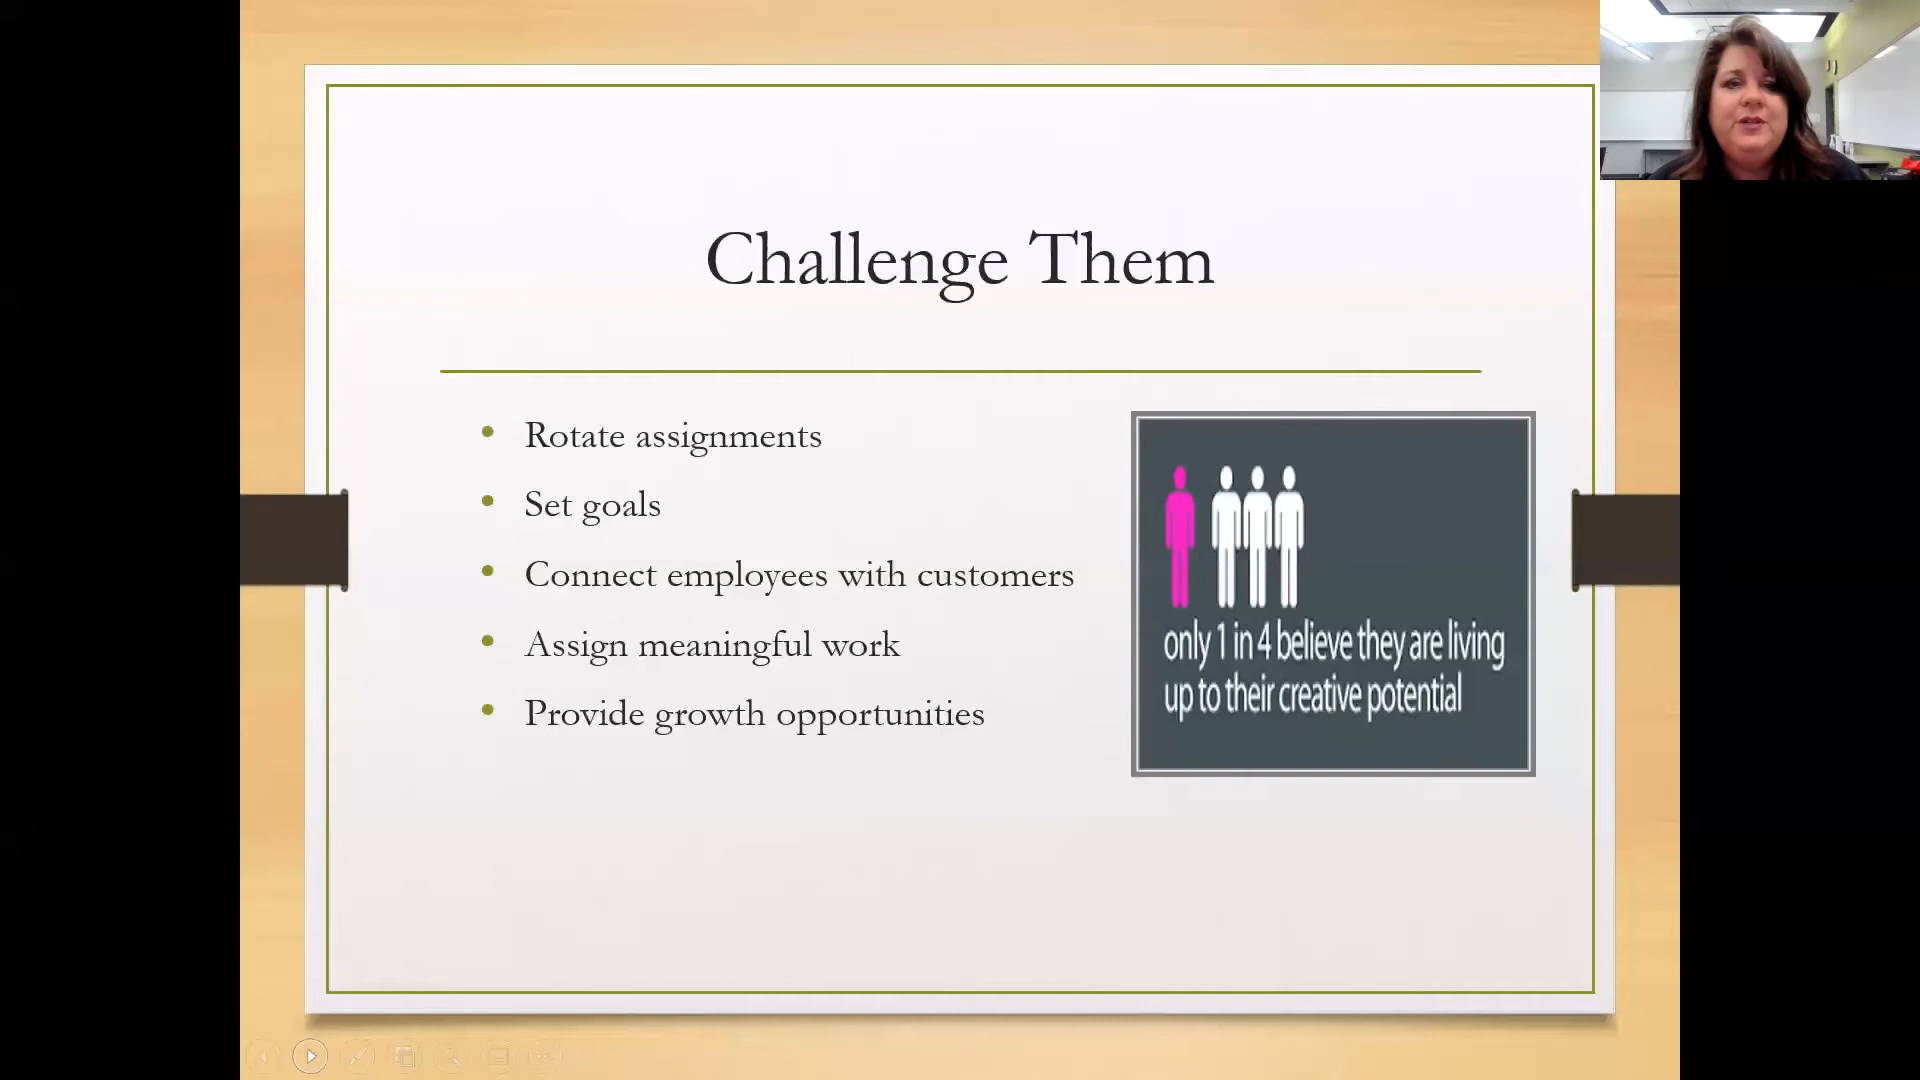 Challenge Them
Rotate assignments
Set goals
Connect employees with customers
Assign meaningful work
Provide growth opportunities
only 1 in 4 believe they are living
up to their creative potential